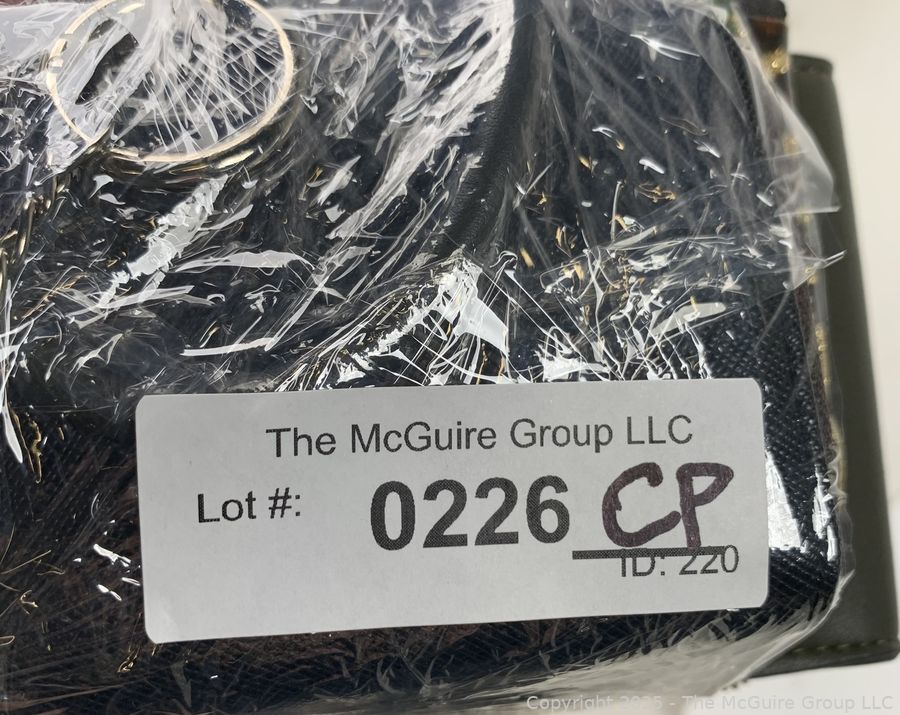 The McGuire Group LLC
Lot #: 0226 CP
ID: 220
Copyright 2025 - The McGuire Group LLC